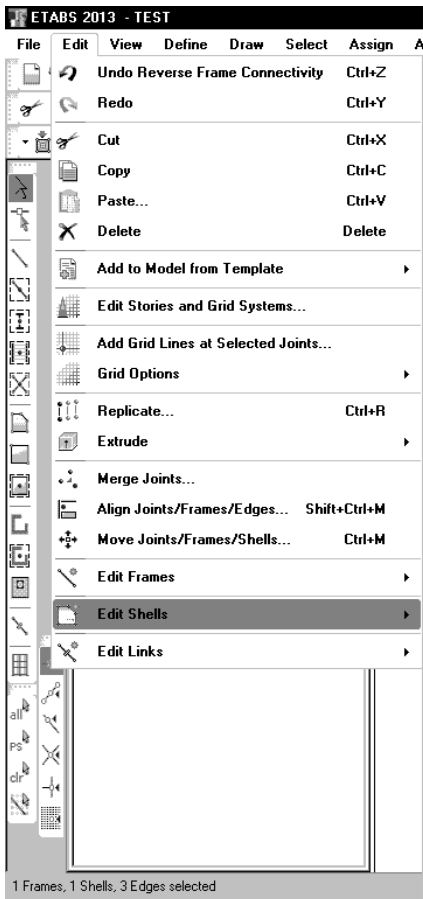 ETABS 2013 - TEST
File Edit View Define Draw Select Assign A
Undo Reverse Frame Connectivity Ctrl+Z
Redo Ctrl+Y
Cut Ctrl+X
Copy Ctrl+C
Paste... Ctrl+V
Delete Delete
Add to Model from Template
Edit Stories and Grid Systems...
Add Grid Lines at Selected Joints...
Grid Options
Replicate... Ctrl+R
Extrude
Merge Joints...
Align Joints/Frames/Edges... Shift+Ctrl+M
Move Joints/Frames/Shells... Ctrl+M
Edit Frames
Edit Shells
Edit Links
all
ps
clr
1 Frames, 1 Shells, 3 Edges selected